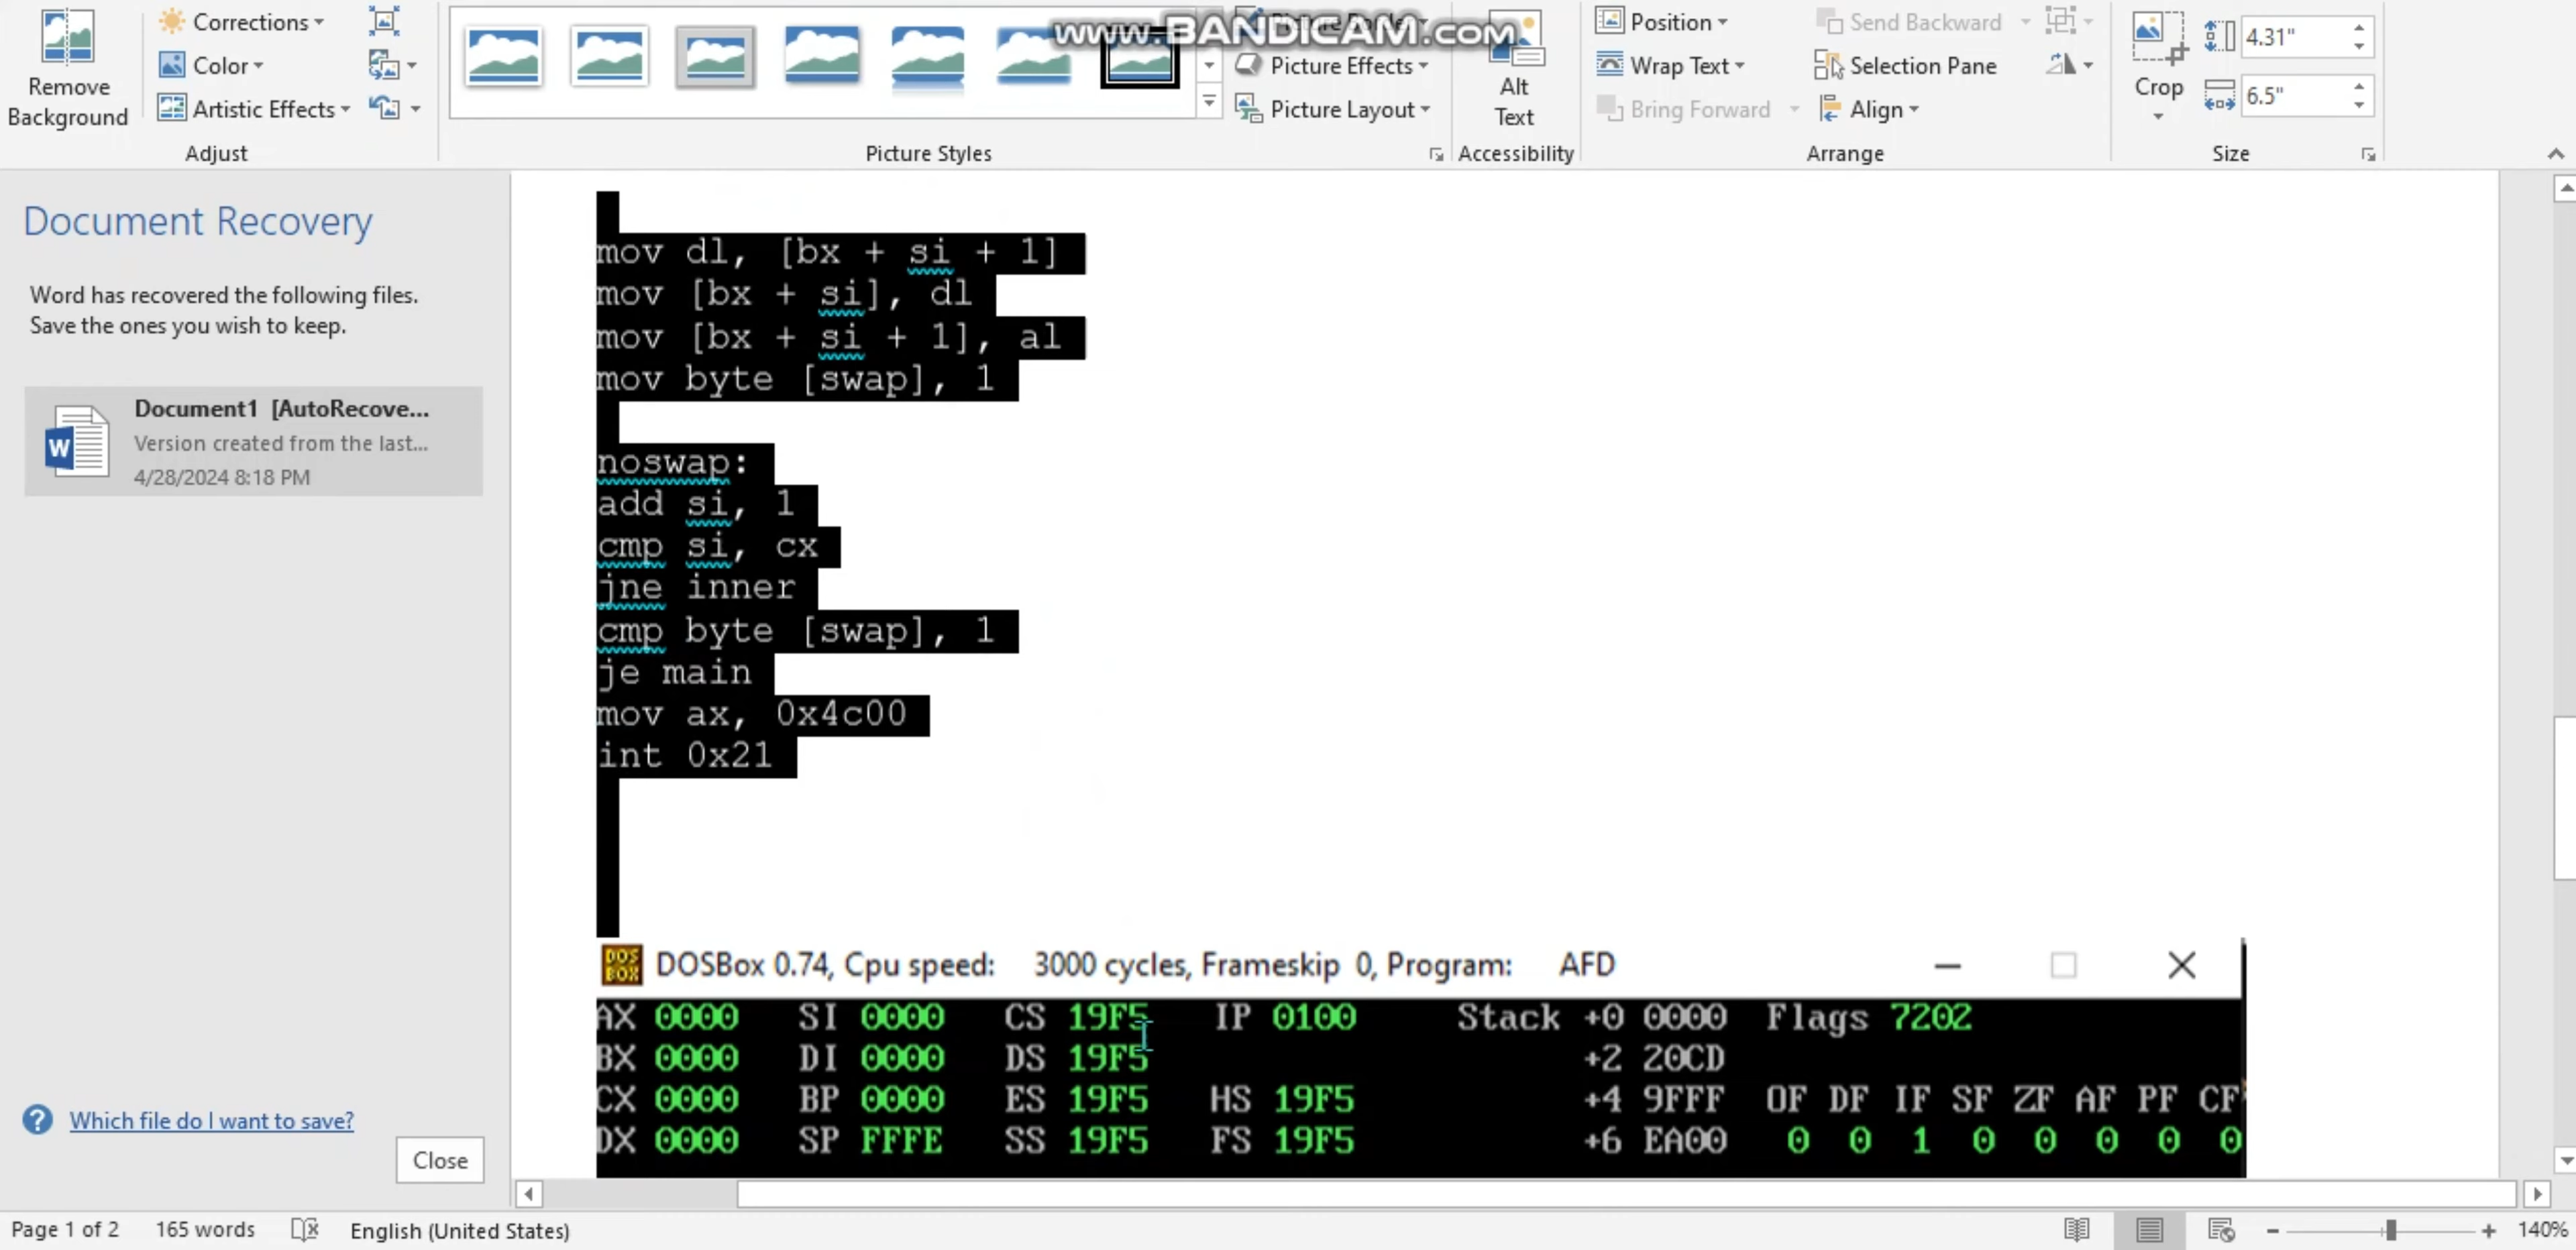 www.BANDICAM.com
Remove
Background
Corrections
Color
Artistic Effects
Adjust
Picture Styles
Picture Effects
Picture Layout
Alt
Text
Accessibility
Position
Wrap Text
Bring Forward
Send Backward
Selection Pane
Align
Arrange
Crop
4.31"
6.5"
Size
Document Recovery
Word has recovered the following files.
Save the ones you wish to keep.
Document1 [AutoRecove...
Version created from the last...
4/28/2024 8:18 PM
Which file do I want to save?
Close
mov dl, [bx + si + 1]
mov [bx + si], dl
mov [bx + si + 1], al
mov byte [swap], 1
noswap:
add si, 1
cmp si, cx
jne inner
cmp byte [swap], 1
je main
mov ax, 0x4c00
int 0x21
DOSBox 0.74, Cpu speed: 3000 cycles, Frameskip 0, Program: AFD
AX 0000 SI 0000 CS 19F5 IP 0100 Stack +0 0000 Flags 7202
BX 0000 DI 0000 DS 19F5 +2 20CD
CX 0000 BP 0000 ES 19F5 HS 19F5 +4 9FFF OF DF IF SF ZF AF PF CF
DX 0000 SP FFFE SS 19F5 FS 19F5 +6 EA00 0 0 1 0 0 0 0 0
Page 1 of 2 165 words English (United States) 140%